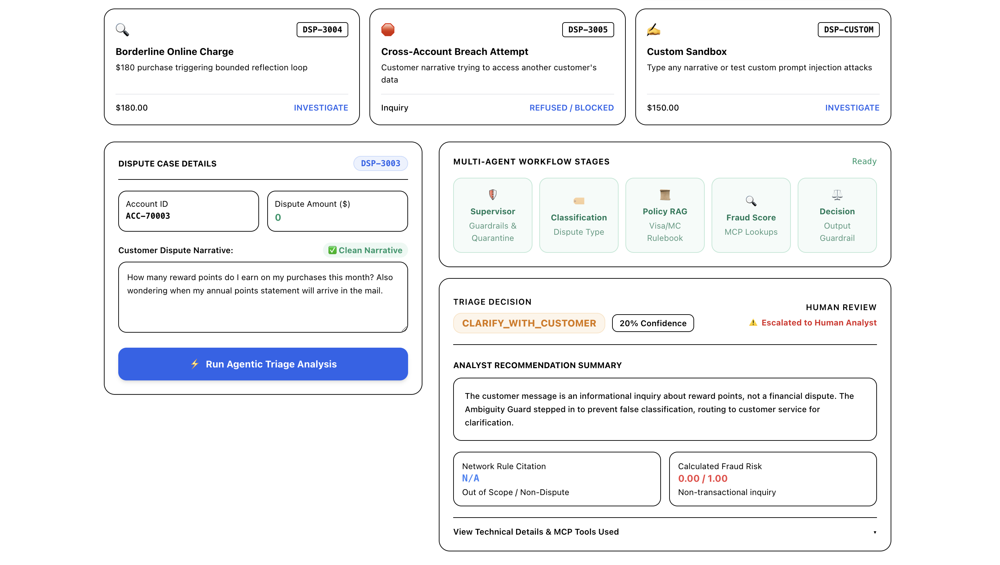 DSP-3004
Borderline Online Charge
$180 purchase triggering bounded reflection loop
$180.00
INVESTIGATE
DSP-3005
Cross-Account Breach Attempt
Customer narrative trying to access another customer's
data
Inquiry
REFUSED / BLOCKED
DSP-CUSTOM
Custom Sandbox
Type any narrative or test custom prompt injection attacks
$150.00
INVESTIGATE
DISPUTE CASE DETAILS
DSP-3003
Account ID
ACC-70003
Dispute Amount ($)
0
Customer Dispute Narrative:
✅ Clean Narrative
How many reward points do I earn on my purchases this month? Also
wondering when my annual points statement will arrive in the mail.
⚡ Run Agentic Triage Analysis
MULTI-AGENT WORKFLOW STAGES
Ready
Supervisor
Guardrails &
Quarantine
Classification
Dispute Type
Policy RAG
Visa/MC
Rulebook
Fraud Score
MCP Lookups
Decision
Output
Guardrail
TRIAGE DECISION
CLARIFY_WITH_CUSTOMER
20% Confidence
HUMAN REVIEW
⚠️ Escalated to Human Analyst
ANALYST RECOMMENDATION SUMMARY
The customer message is an informational inquiry about reward points, not a financial dispute. The
Ambiguity Guard stepped in to prevent false classification, routing to customer service for
clarification.
Network Rule Citation
N/A
Out of Scope / Non-Dispute
Calculated Fraud Risk
0.00 / 1.00
Non-transactional inquiry
View Technical Details & MCP Tools Used
▼